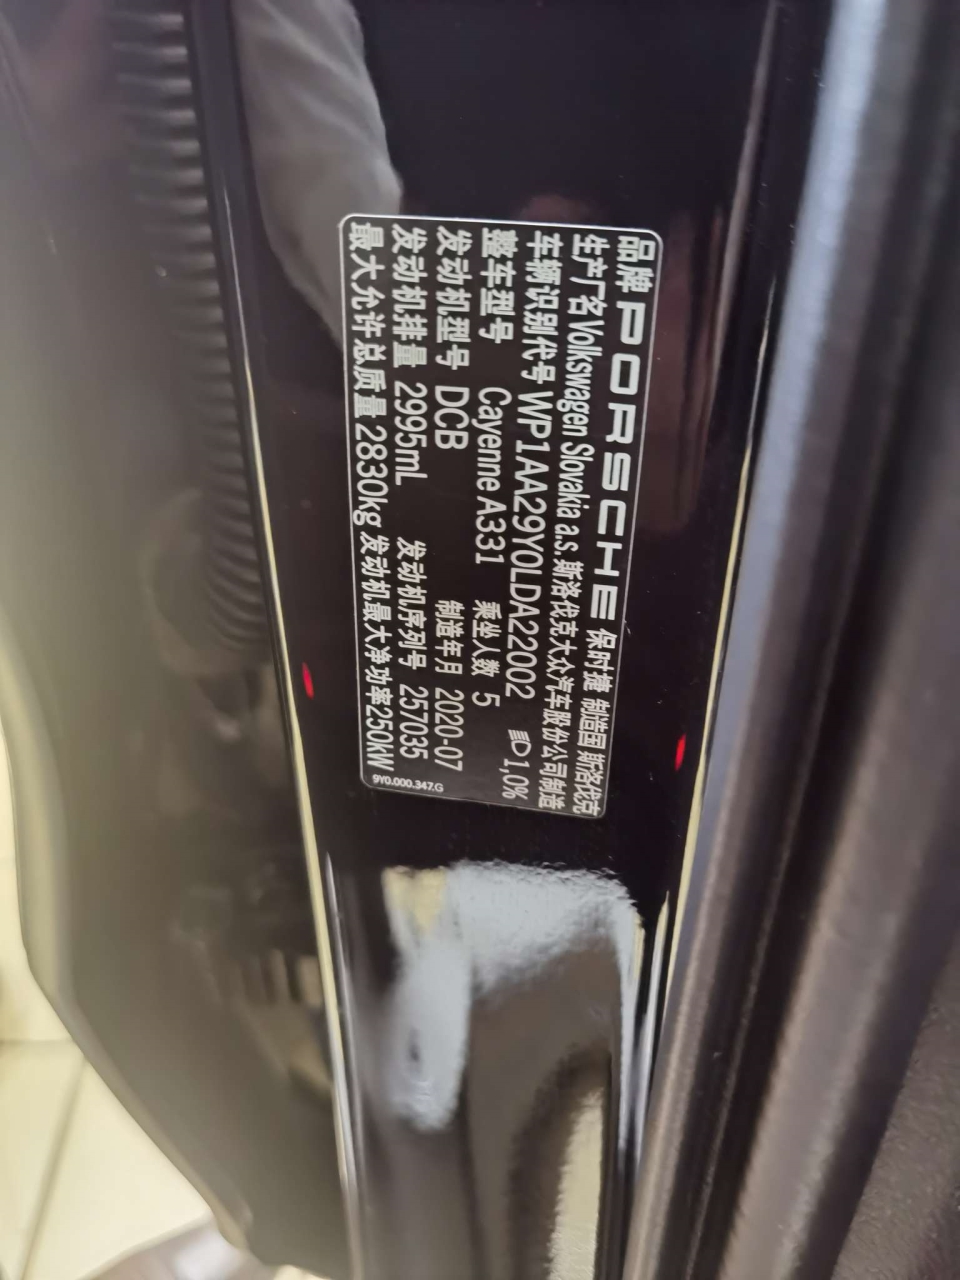 品牌 PORSCHE 保时捷 制造国 斯洛伐克
生产厂名 Volkswagen Slovakia a.s. 斯洛伐克大众汽车股份公司制造
车辆识别代号 WP1AA29Y0LDA22002 1,0%
整车型号 Cayenne A331 乘坐人数 5
发动机型号 DCB 制造年月 2020-07
发动机排量 2995mL 发动机序列号 257035
最大允许总质量 2830kg 发动机最大净功率 250kW
9Y0.000.347.G